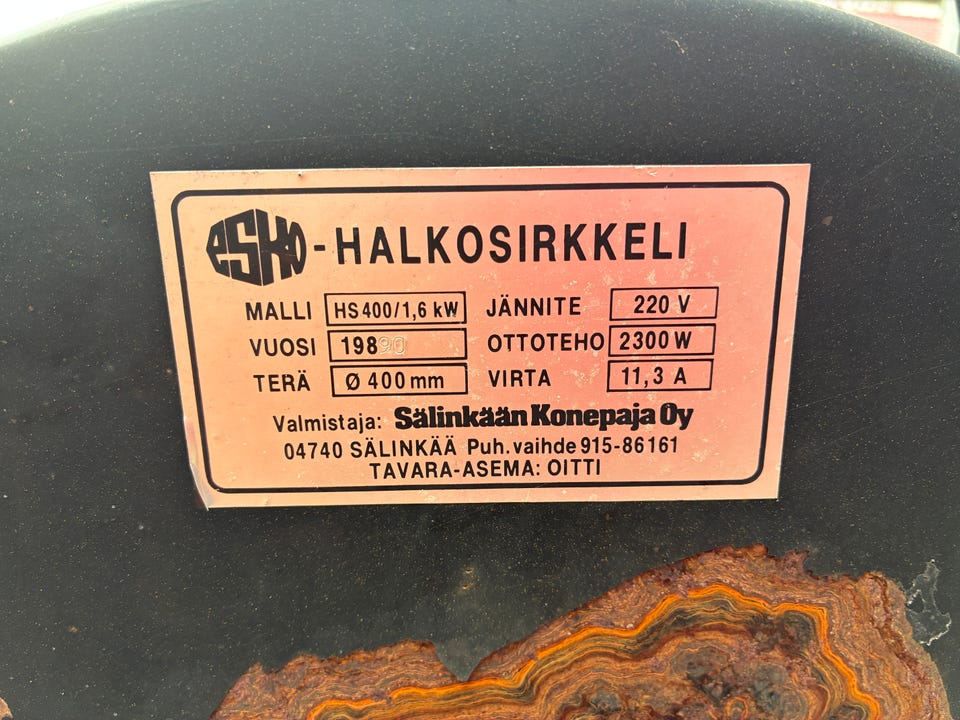 esko-HALKOSIRKKELI
MALLI HS400/1,6 kW JÄNNITE 220 V
VUOSI 19890 OTTOTEHO 2300 W
TERÄ Ø 400 mm VIRTA 11,3 A
Valmistaja: Sälinkään Konepaja Oy
04740 SÄLINKÄÄ Puh. vaihde 915-86161
TAVARA-ASEMA: OITTI